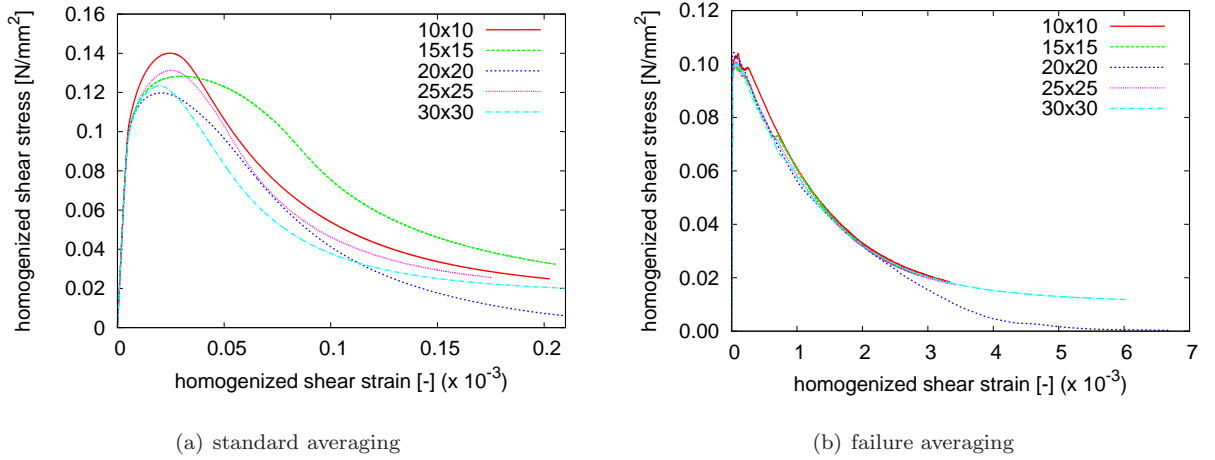 homogenized shear stress [N/mm²]
0.16
0.14
0.12
0.1
0.08
0.06
0.04
0.02
0
10x10
15x15
20x20
25x25
30x30
0 0.05 0.1 0.15 0.2
homogenized shear strain [-] (x 10⁻³)
(a) standard averaging
homogenized shear stress [N/mm²]
0.12
0.10
0.08
0.06
0.04
0.02
0.00
10x10
15x15
20x20
25x25
30x30
0 1 2 3 4 5 6 7
homogenized shear strain [-] (x 10⁻³)
(b) failure averaging